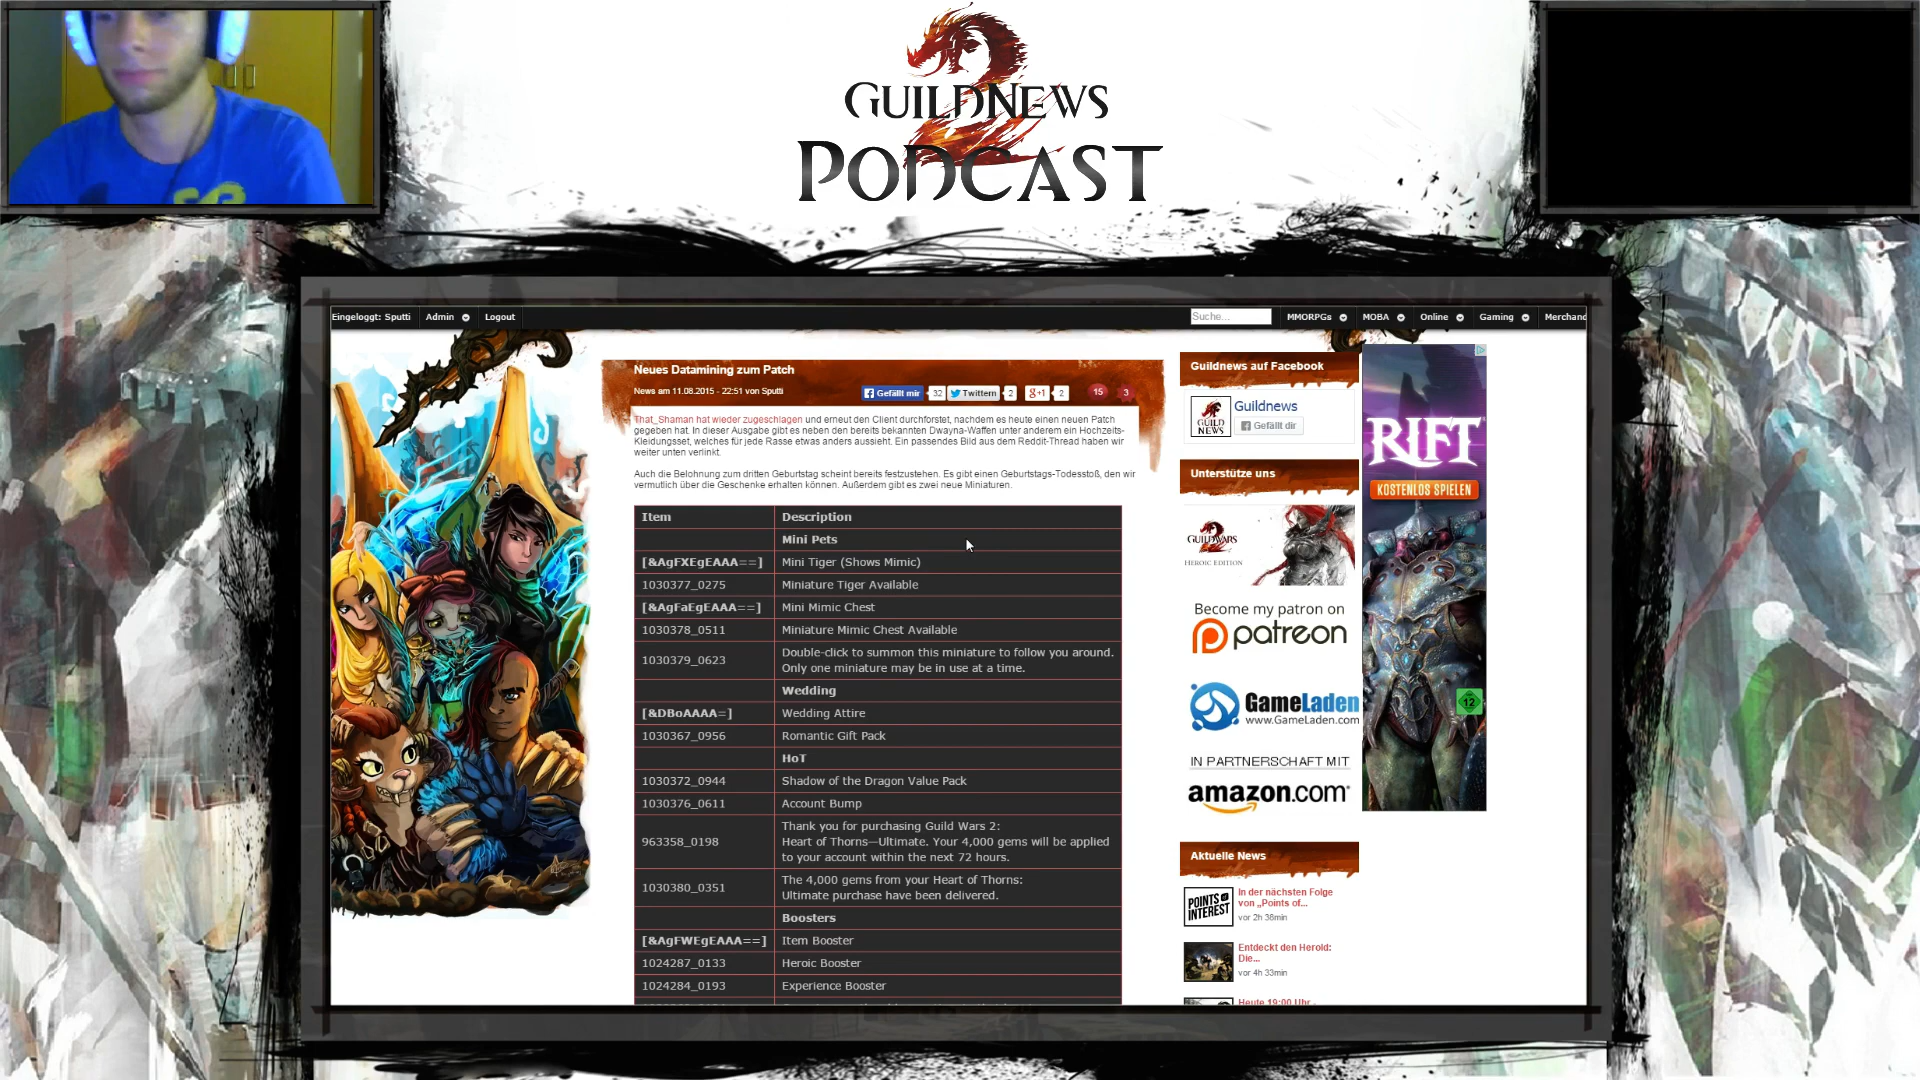 GUILDNEWS
PODCAST
Eingeloggt: Sputti
Admin
Logout
Suche...
MMORPGs
MOBA
Online
Gaming
Merchand
Neues Datamining zum Patch
News am 11.08.2015 - 22:51 von Sputti
Gefällt mir
32
Twittern
2
g+1
2
15
3
That_Shaman hat wieder zugeschlagen und erneut den Client durchforstet, nachdem es heute einen neuen Patch
gegeben hat. In dieser Ausgabe gibt es neben den bereits bekannten Dwayna-Waffen unter anderem ein Hochzeits-
Kleidungsset, welches für jede Rasse etwas anders aussieht. Ein passendes Bild aus dem Reddit-Thread haben wir
weiter unten verlinkt.
Auch die Belohnung zum dritten Geburtstag scheint bereits festzustehen. Es gibt einen Geburtstags-Todesstoß, den wir
vermutlich über die Geschenke erhalten können. Außerdem gibt es zwei neue Miniaturen.
Item Description
Mini Pets
[&AgFXEgEAAA==] Mini Tiger (Shows Mimic)
1030377_0275 Miniature Tiger Available
[&AgFaEgEAAA==] Mini Mimic Chest
1030378_0511 Miniature Mimic Chest Available
1030379_0623 Double-click to summon this miniature to follow you around.
Only one miniature may be in use at a time.
Wedding
[&DBoAAAA=] Wedding Attire
1030367_0956 Romantic Gift Pack
HoT
1030372_0944 Shadow of the Dragon Value Pack
1030376_0611 Account Bump
963358_0198 Thank you for purchasing Guild Wars 2:
Heart of Thorns—Ultimate. Your 4,000 gems will be applied
to your account within the next 72 hours.
1030380_0351 The 4,000 gems from your Heart of Thorns:
Ultimate purchase have been delivered.
Boosters
[&AgFWEgEAAA==] Item Booster
1024287_0133 Heroic Booster
1024284_0193 Experience Booster
Guildnews auf Facebook
GUILD
NEWS
Guildnews
Gefällt dir
Unterstütze uns
GUILDWARS
2
HEROIC EDITION
Become my patron on
patreon
GameLaden
www.GameLaden.com
IN PARTNERSCHAFT MIT
amazon.com
Aktuelle News
POINTS OF
INTEREST
In der nächsten Folge
von „Points of...
vor 2h 36min
Entdeckt den Herold:
Die...
vor 4h 33min
Heute 19:00 Uhr -
RIFT
KOSTENLOS SPIELEN
12